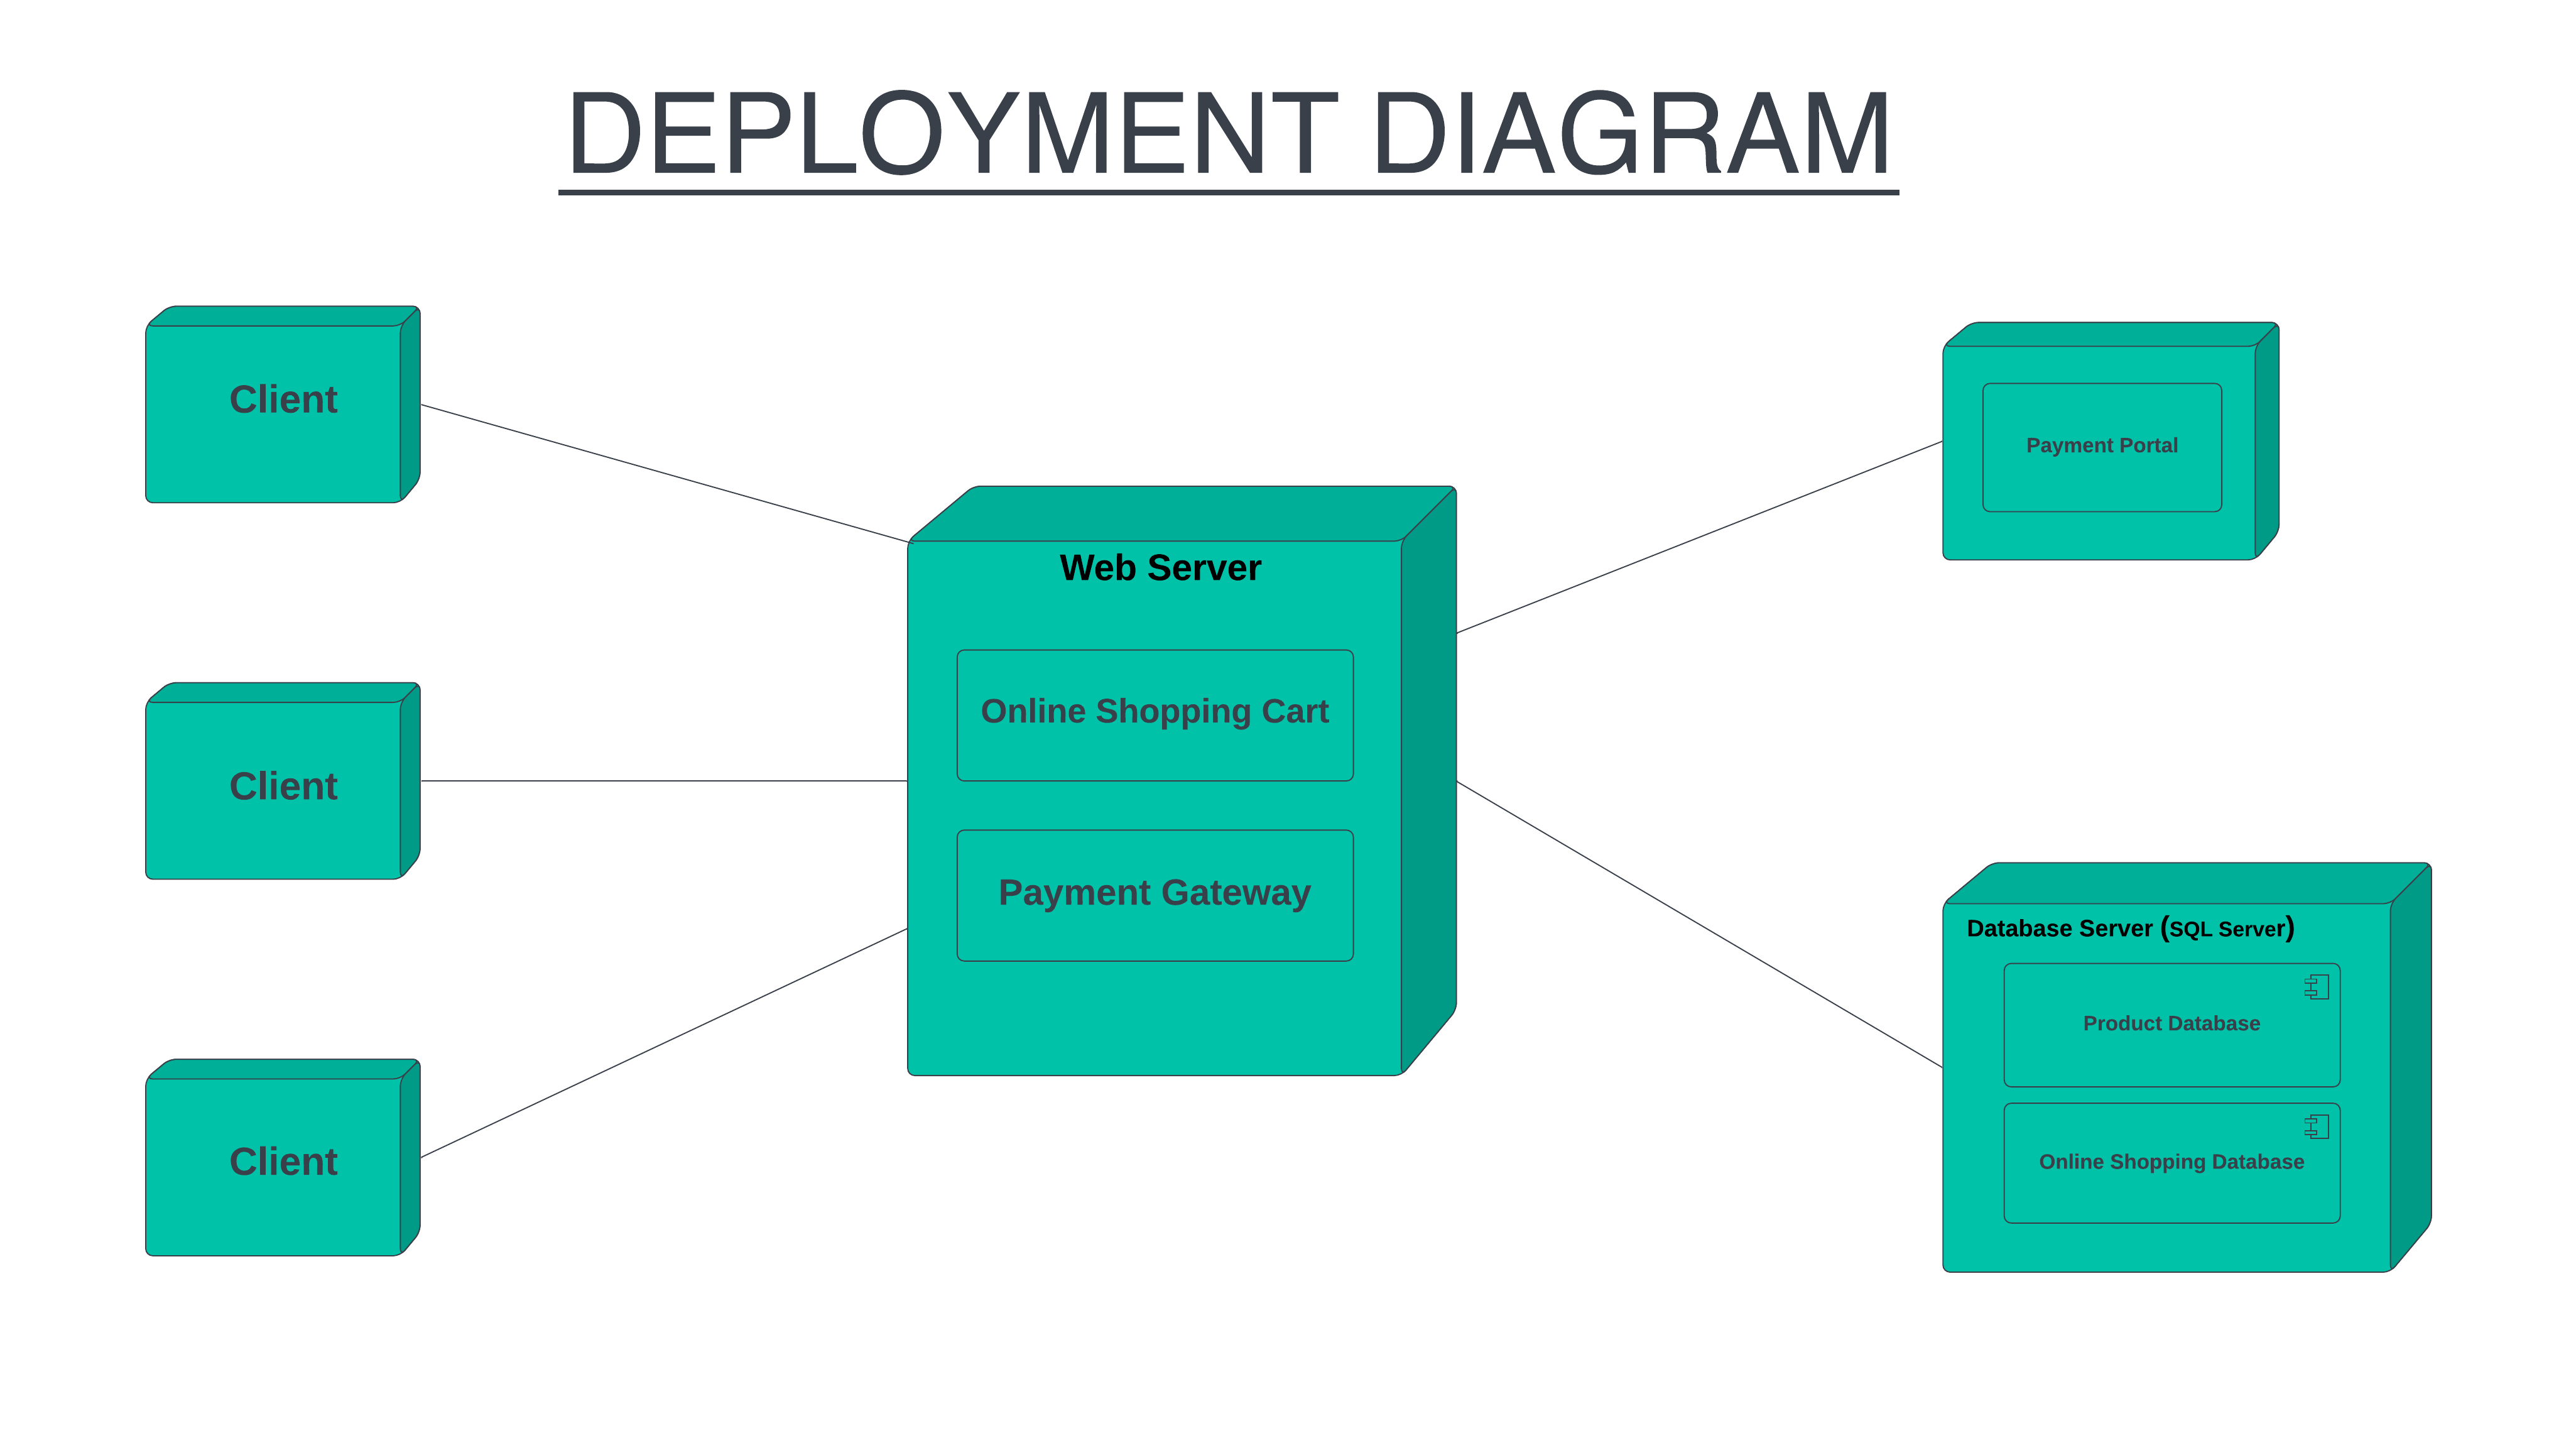 DEPLOYMENT DIAGRAM
Client
Client
Client
Web Server
Online Shopping Cart
Payment Gateway
Payment Portal
Database Server (SQL Server)
Product Database
Online Shopping Database